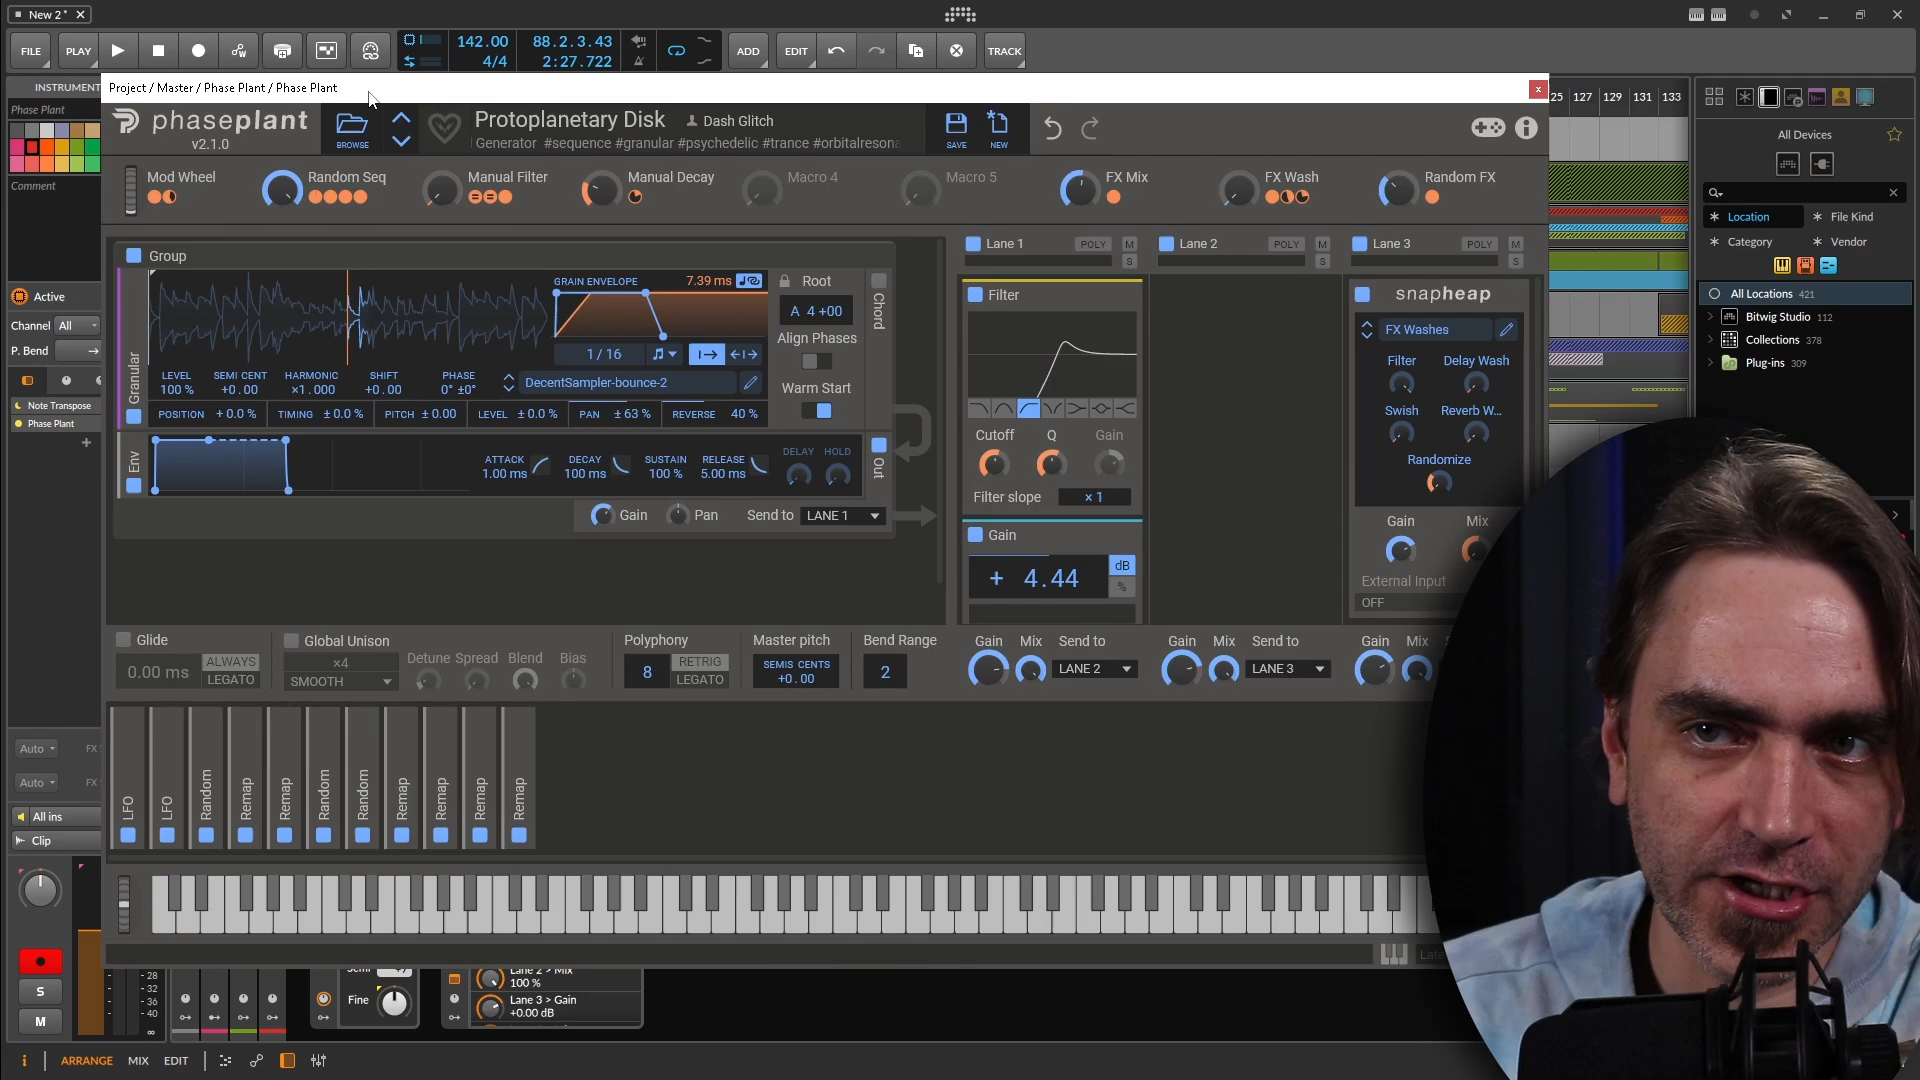 New 2*
FILE
PLAY
142.00
4/4
88.2.3.43
2:27.722
ADD
EDIT
TRACK
INSTRUMENT
Project / Master / Phase Plant / Phase Plant
x
125 127 129 131 133
Phase Plant
phaseplant
v2.1.0
BROWSE
Protoplanetary Disk
Dash Glitch
Generator #sequence #granular #psychedelic #trance #orbitalresona
SAVE
NEW
All Devices
Comment
Mod Wheel
Random Seq
Manual Filter
Manual Decay
Macro 4
Macro 5
FX Mix
FX Wash
Random FX
Location
File Kind
Category
Vendor
Group
Lane 1
POLY
M
S
Lane 2
POLY
M
S
Lane 3
POLY
M
S
All Locations 421
Bitwig Studio 112
Collections 378
Plug-ins 309
Active
Channel All
P. Bend
Note Transpose
Phase Plant
Granular
GRAIN ENVELOPE
7.39 ms
Root
A 4 +00
Align Phases
Warm Start
Chord
1 / 16
LEVEL
100 %
SEMI CENT
+0.00
HARMONIC
×1.000
SHIFT
+0.00
PHASE
0° ±0°
DecentSampler-bounce-2
POSITION + 0.0 %
TIMING ± 0.0 %
PITCH ± 0.00
LEVEL ± 0.0 %
PAN ± 63 %
REVERSE 40 %
Env
ATTACK
1.00 ms
DECAY
100 ms
SUSTAIN
100 %
RELEASE
5.00 ms
DELAY
HOLD
Out
Gain
Pan
Send to
LANE 1
Filter
Cutoff
Q
Gain
Filter slope
× 1
Gain
+ 4.44
dB
%
snapheap
FX Washes
Filter
Delay Wash
Swish
Reverb W...
Randomize
Gain
Mix
External Input
OFF
Glide
0.00 ms
ALWAYS
LEGATO
Global Unison
×4
SMOOTH
Detune
Spread
Blend
Bias
Polyphony
8
RETRIG
LEGATO
Master pitch
SEMIS CENTS
+0.00
Bend Range
2
Gain
Mix
Send to
LANE 2
Gain
Mix
Send to
LANE 3
Gain
Mix
Auto
FX
Auto
FX
All ins
Clip
LFO
LFO
Random
Remap
Remap
Random
Random
Remap
Remap
Remap
Remap
S
M
-28
-32
-36
-40
Fine
Lane 2 > Mix
100 %
Lane 3 > Gain
+0.00 dB
i
ARRANGE
MIX
EDIT